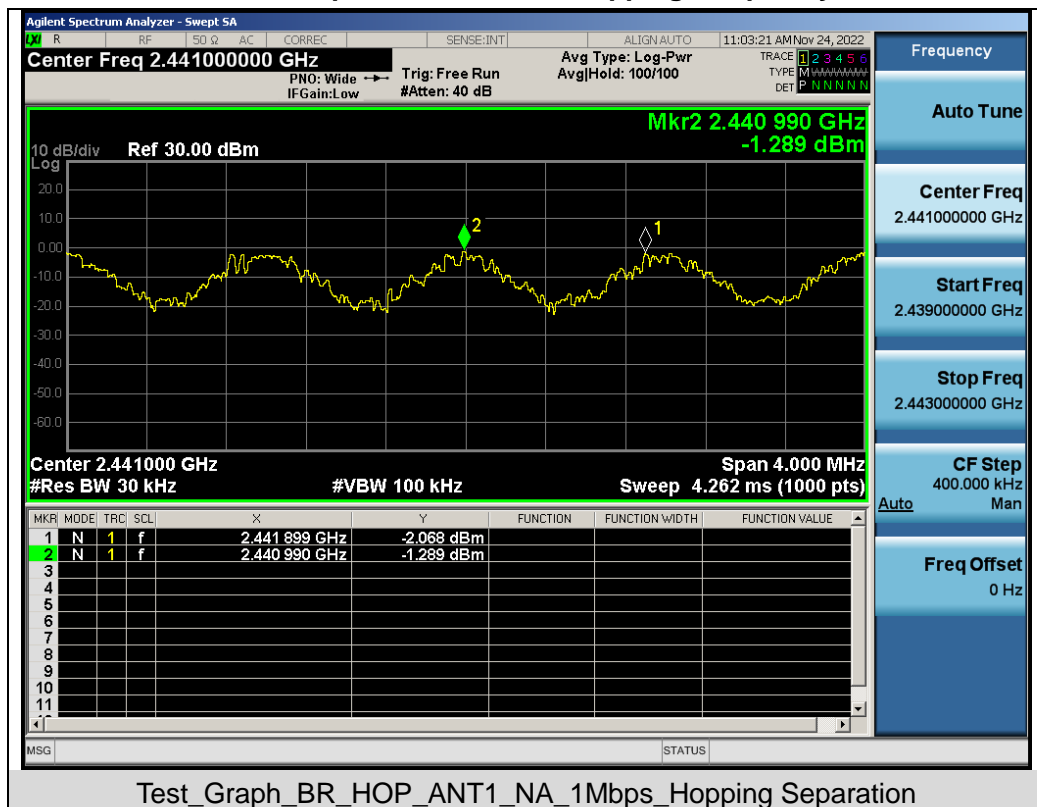 Agilent Spectrum Analyzer - Swept SA
LXI R RF 50 Ω AC CORREC SENSE:INT ALIGN AUTO 11:03:21 AM Nov 24, 2022
Center Freq 2.441000000 GHz
PNO: Wide
IFGain:Low
Trig: Free Run
#Atten: 40 dB
Avg Type: Log-Pwr
Avg|Hold: 100/100
TRACE 1 2 3 4 5 6
TYPE M WWWWW
DET P N N N N N
Mkr2 2.440 990 GHz
-1.289 dBm
10 dB/div Ref 30.00 dBm
Log
20.0
10.0
0.00
-10.0
-20.0
-30.0
-40.0
-50.0
-60.0
2
1
Center 2.441000 GHz Span 4.000 MHz
#Res BW 30 kHz #VBW 100 kHz Sweep 4.262 ms (1000 pts)
MKR MODE TRC SCL X Y FUNCTION FUNCTION WIDTH FUNCTION VALUE
1 N 1 f 2.441 899 GHz -2.068 dBm
2 N 1 f 2.440 990 GHz -1.289 dBm
3
4
5
6
7
8
9
10
11
MSG STATUS
Frequency
Auto Tune
Center Freq
2.441000000 GHz
Start Freq
2.439000000 GHz
Stop Freq
2.443000000 GHz
CF Step
400.000 kHz
Auto Man
Freq Offset
0 Hz
Test_Graph_BR_HOP_ANT1_NA_1Mbps_Hopping Separation